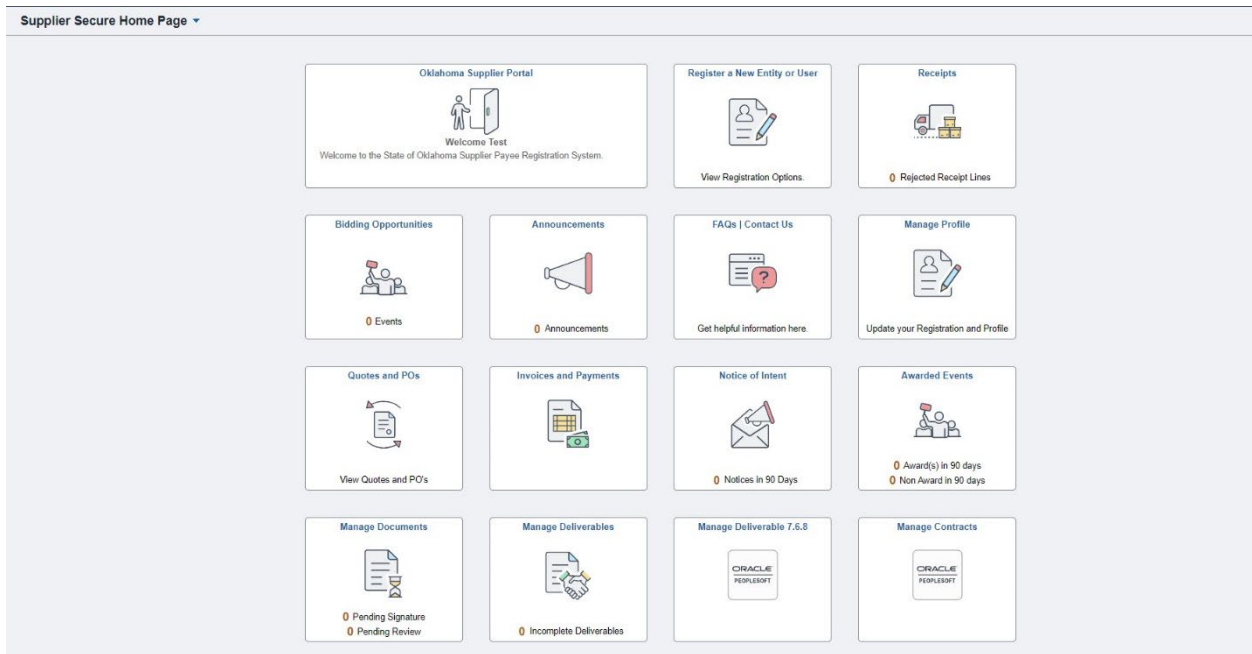 Supplier Secure Home Page
Oklahoma Supplier Portal
Welcome Test
Welcome to the State of Oklahoma Supplier Payee Registration System.
Register a New Entity or User
View Registration Options.
Receipts
0 Rejected Receipt Lines
Bidding Opportunities
0 Events
Announcements
0 Announcements
FAQs | Contact Us
?
Get helpful information here.
Manage Profile
Update your Registration and Profile
Quotes and POs
View Quotes and PO's
Invoices and Payments
Notice of Intent
0 Notices in 90 Days
Awarded Events
0 Award(s) in 90 days
0 Non Award in 90 days
Manage Documents
0 Pending Signature
0 Pending Review
Manage Deliverables
0 Incomplete Deliverables
Manage Deliverable 7.6.8
ORACLE
PEOPLESOFT
Manage Contracts
ORACLE
PEOPLESOFT